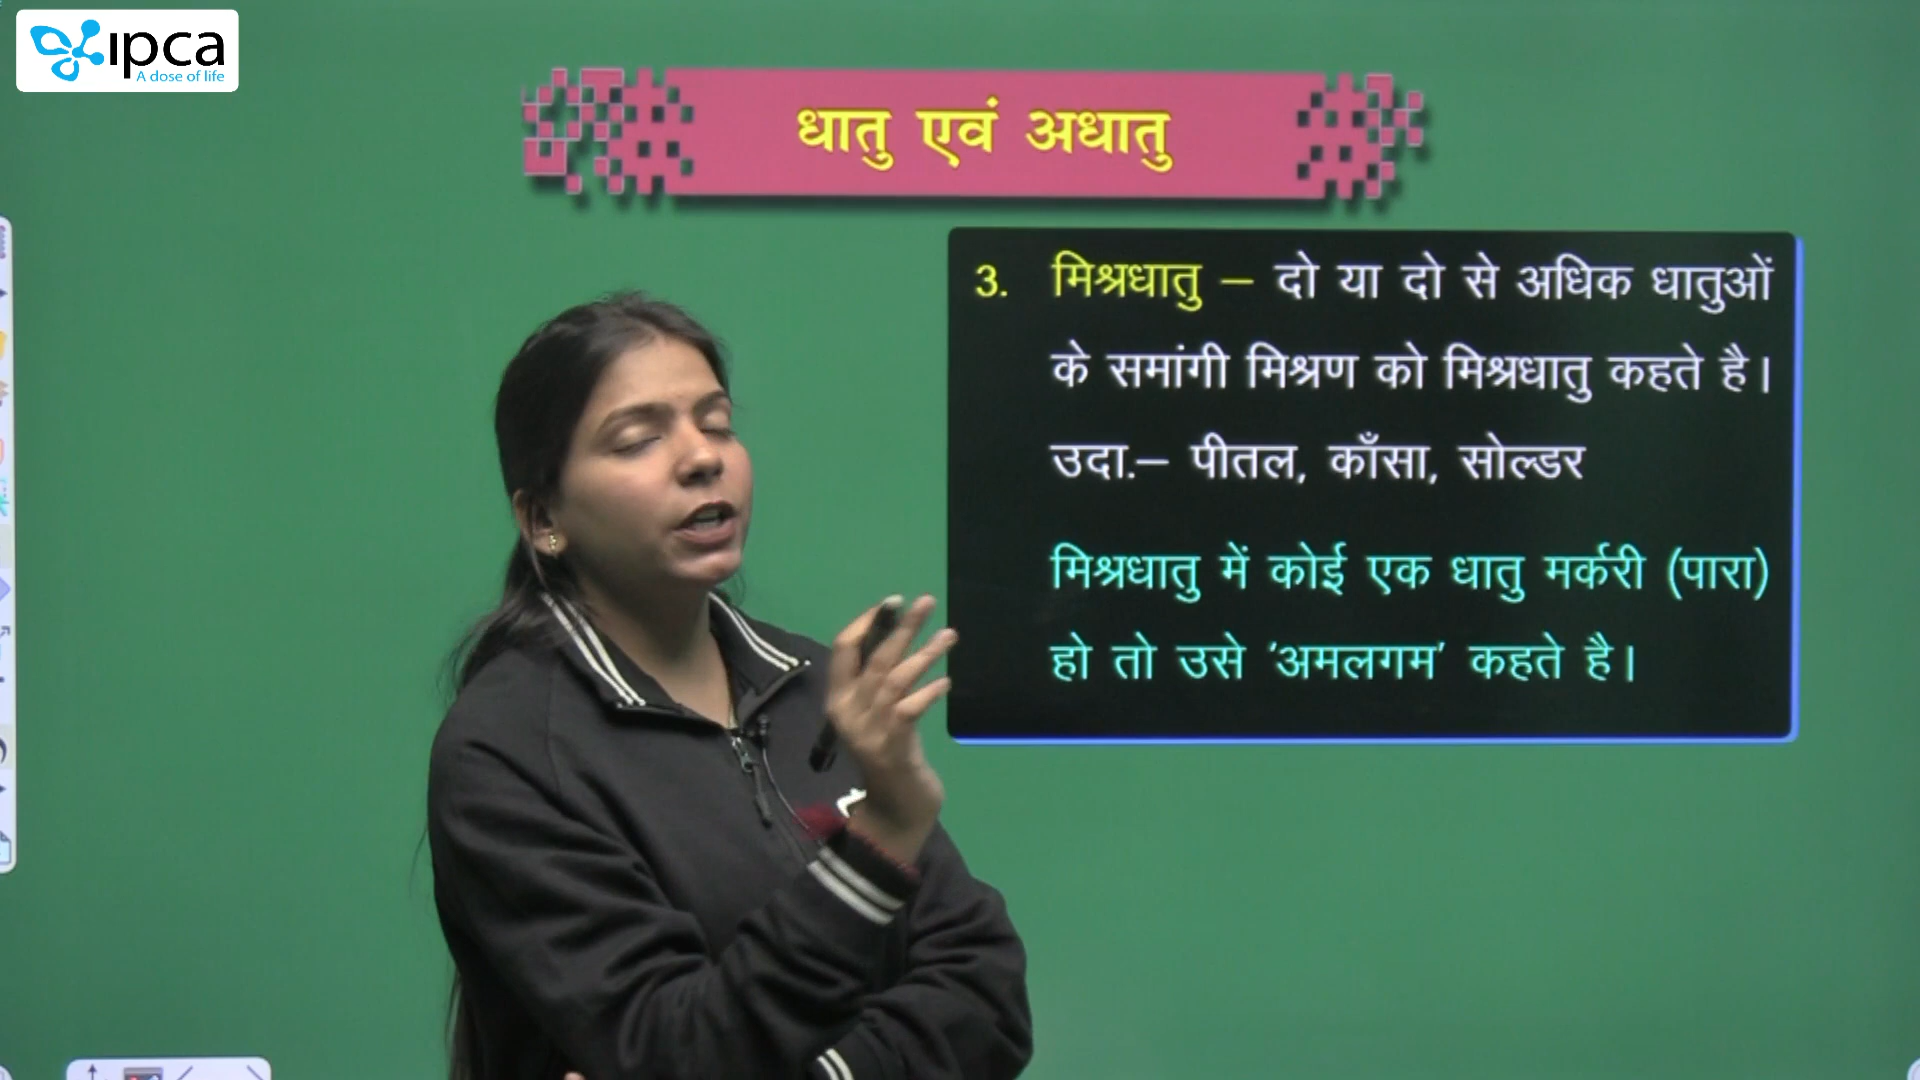 ipca
A dose of life
धातु एवं अधातु
3. मिश्रधातु – दो या दो से अधिक धातुओं
के समांगी मिश्रण को मिश्रधातु कहते है।
उदा.– पीतल, काँसा, सोल्डर
मिश्रधातु में कोई एक धातु मर्करी (पारा)
हो तो उसे ‘अमलगम’ कहते है।